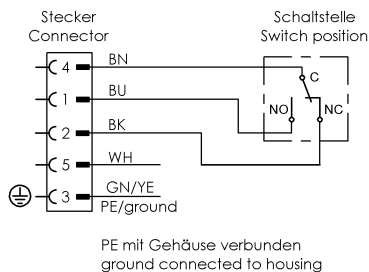 Stecker
Connector
Schaltstelle
Switch position
4 BN
C
1 BU
NO NC
2 BK
5 WH
3 GN/YE
PE/ground
PE mit Gehäuse verbunden
ground connected to housing